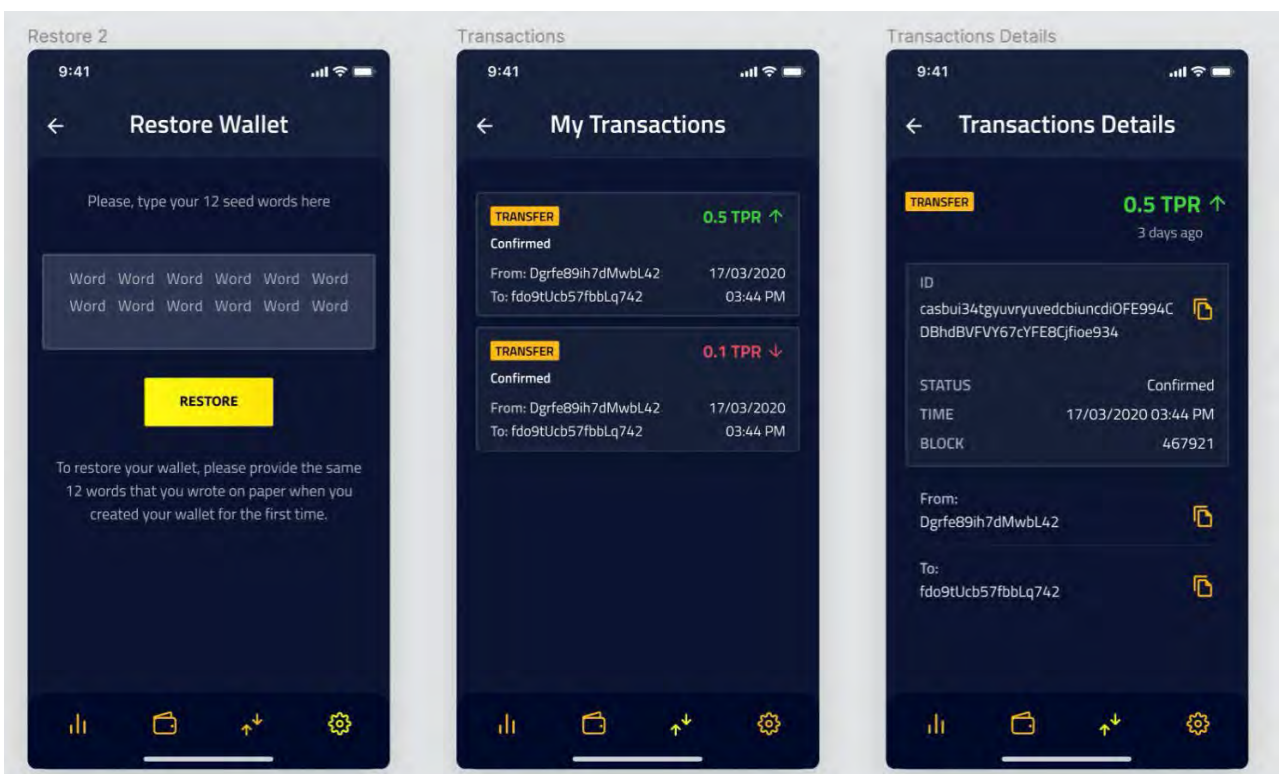 Restore 2
9:41
Restore Wallet
Please, type your 12 seed words here
Word Word Word Word Word Word
Word Word Word Word Word Word
RESTORE
To restore your wallet, please provide the same
12 words that you wrote on paper when you
created your wallet for the first time.
Transactions
9:41
My Transactions
TRANSFER 0.5 TPR ↑
Confirmed
From: Dgrfe89ih7dMwbL42 17/03/2020
To: fdo9tUcb57fbbLq742 03:44 PM
TRANSFER 0.1 TPR ↓
Confirmed
From: Dgrfe89ih7dMwbL42 17/03/2020
To: fdo9tUcb57fbbLq742 03:44 PM
Transactions Details
9:41
Transactions Details
TRANSFER 0.5 TPR ↑
3 days ago
ID
casbui34tgyuvryuvedcbiuncdiOFE994C
DBhdBVFVY67cYFE8Cjfioe934
STATUS Confirmed
TIME 17/03/2020 03:44 PM
BLOCK 467921
From:
Dgrfe89ih7dMwbL42
To:
fdo9tUcb57fbbLq742